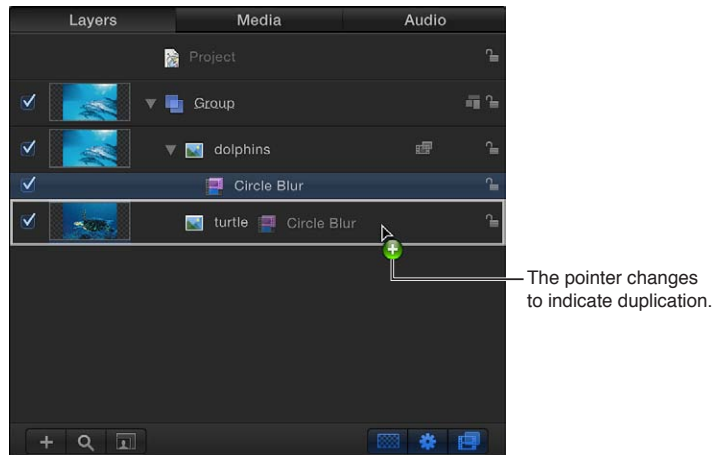 Layers Media Audio
Project
Group
dolphins
Circle Blur
turtle Circle Blur
The pointer changes
to indicate duplication.